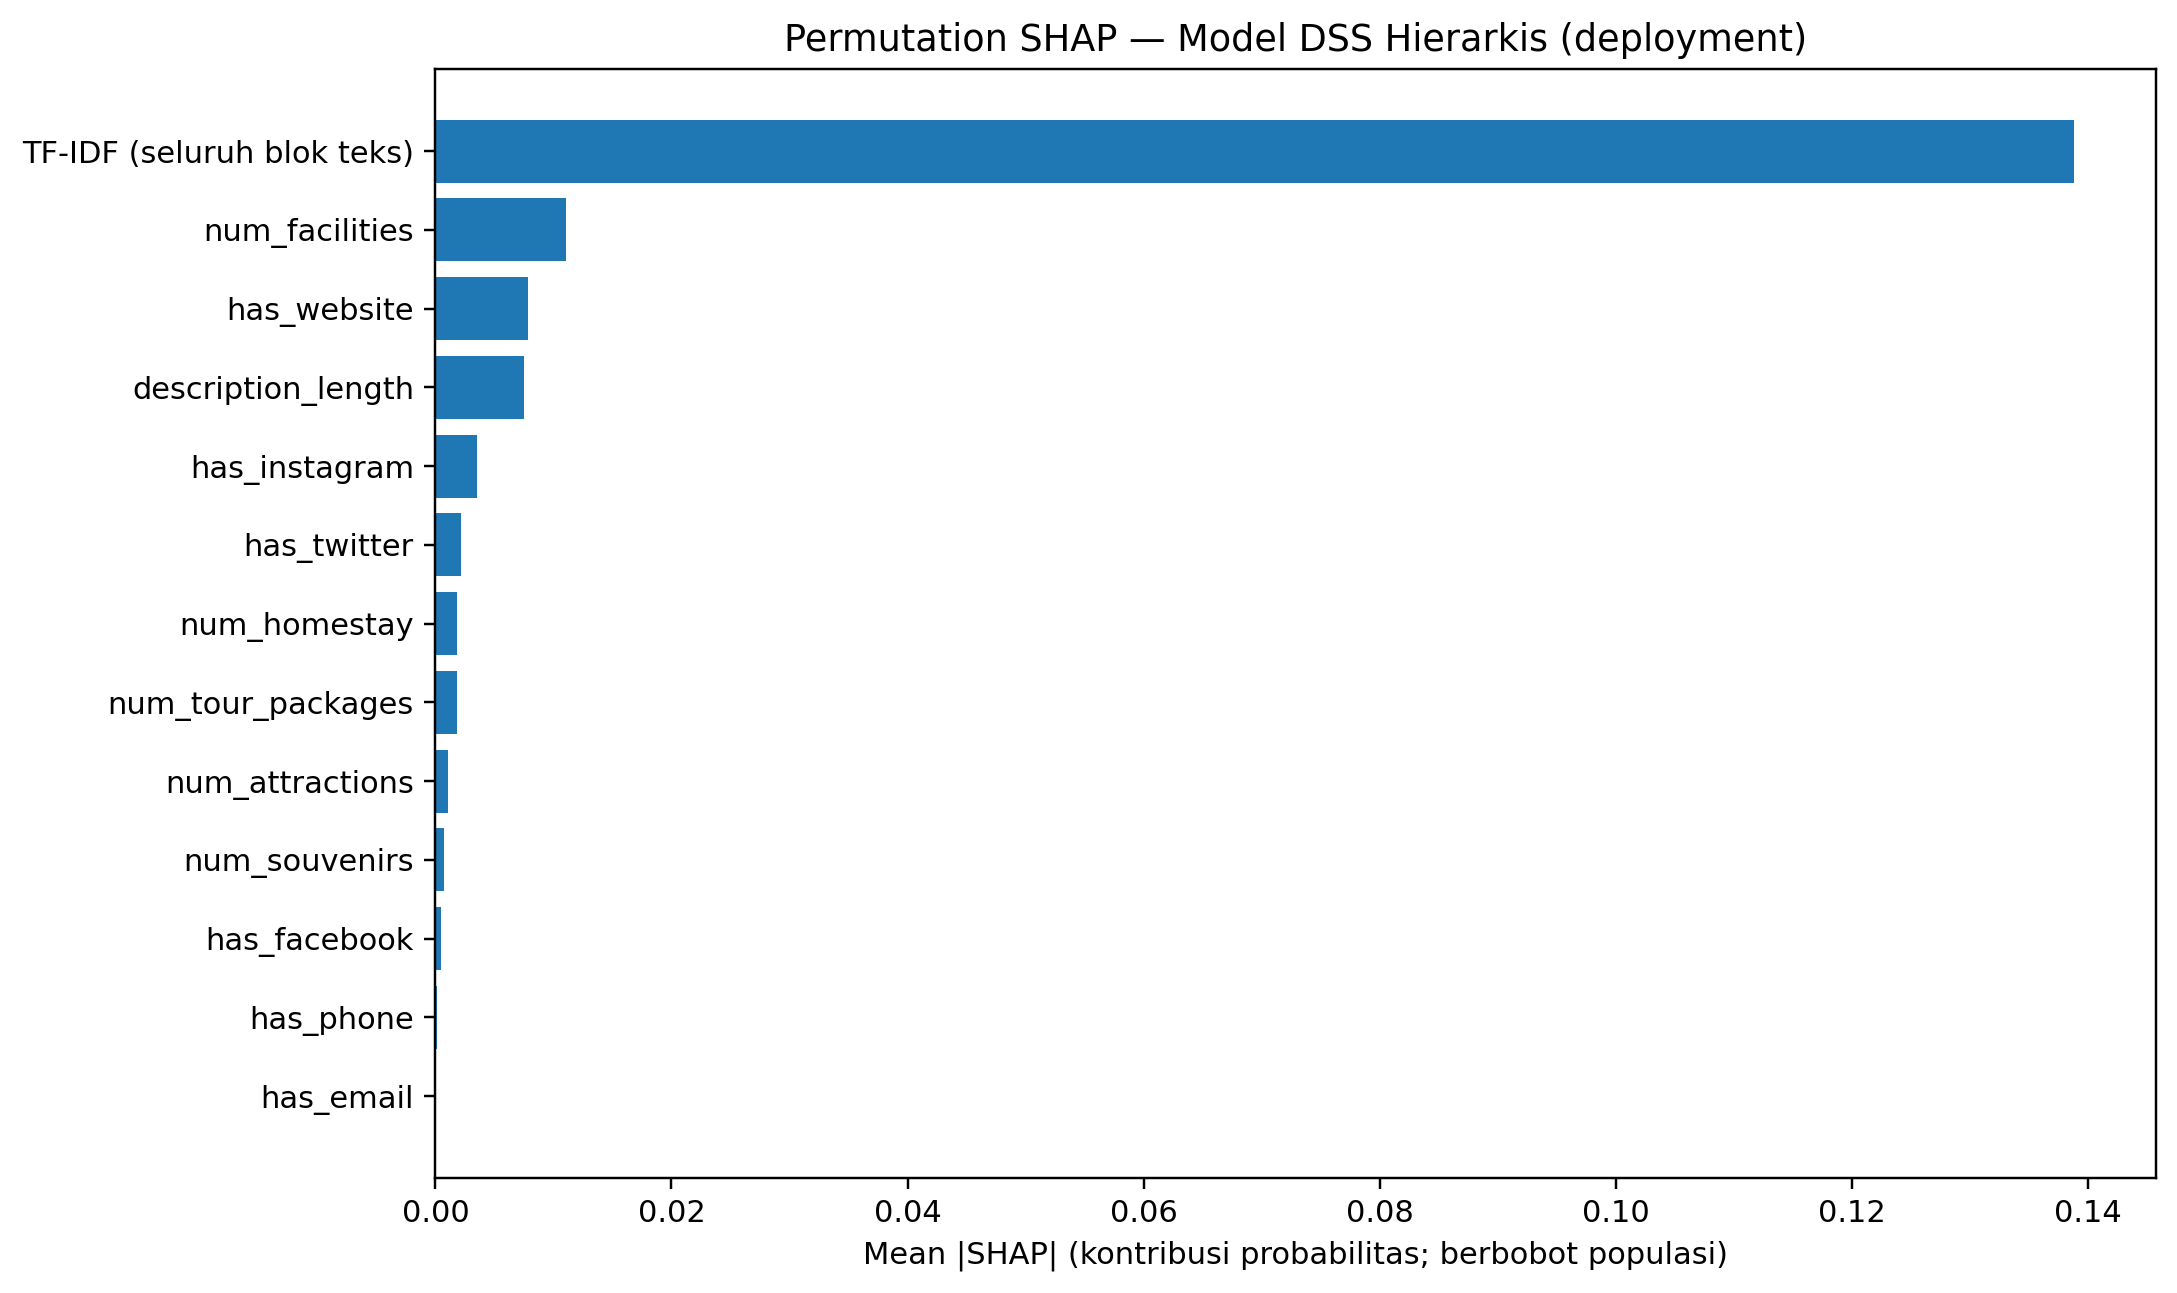 Permutation SHAP — Model DSS Hierarkis (deployment)
TF-IDF (seluruh blok teks)
num_facilities
has_website
description_length
has_instagram
has_twitter
num_homestay
num_tour_packages
num_attractions
num_souvenirs
has_facebook
has_phone
has_email
0.00 0.02 0.04 0.06 0.08 0.10 0.12 0.14
Mean |SHAP| (kontribusi probabilitas; berbobot populasi)